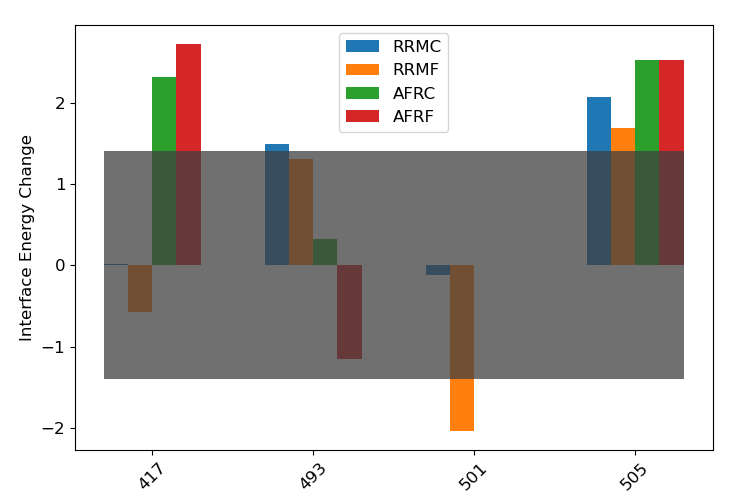 RRMC
RRMF
AFRC
AFRF
Interface Energy Change
2
1
0
−1
−2
417
493
501
505